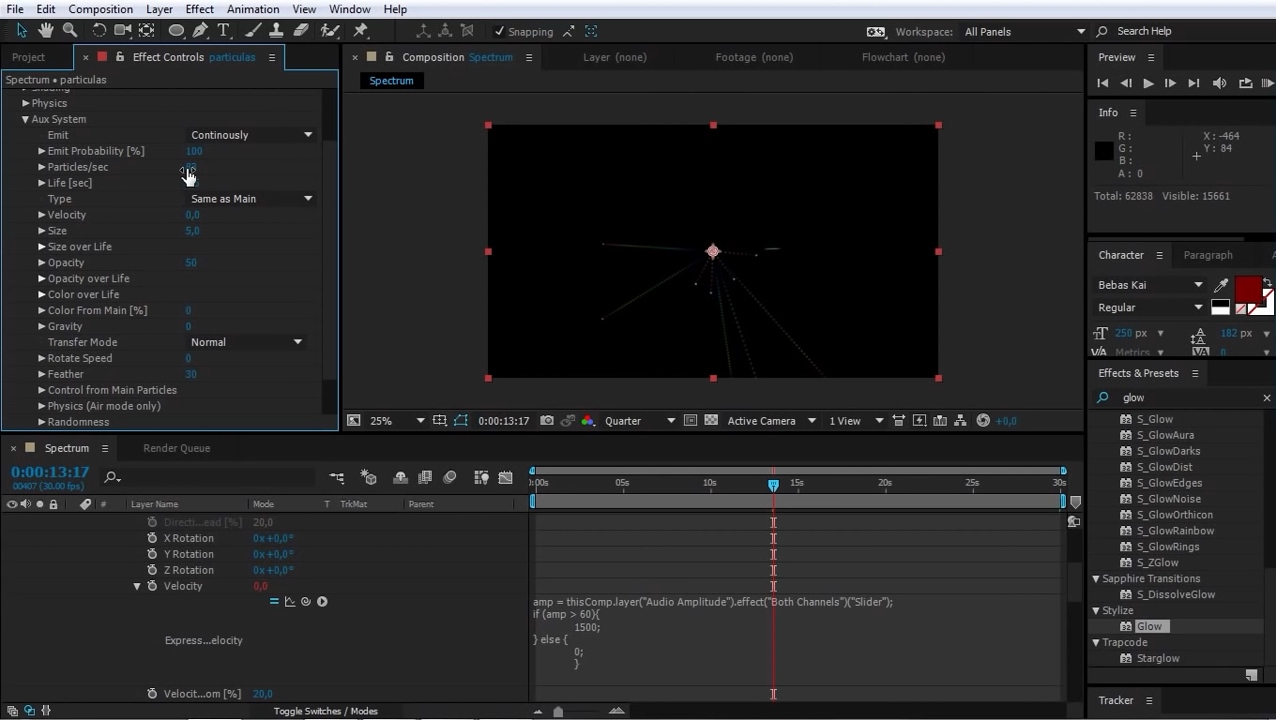 File Edit Composition Layer Effect Animation View Window Help
Snapping Workspace: All Panels Search Help
Project × Effect Controls particulas Composition Spectrum Layer (none) Footage (none) Flowchart (none) Preview
Spectrum • particulas
Spectrum
Physics
Aux System
Emit Continously
Emit Probability [%] 100
Particles/sec
Life [sec]
Type Same as Main
Velocity 0,0
Size 5,0
Size over Life
Opacity 50
Opacity over Life
Color over Life
Color From Main [%] 0
Gravity 0
Transfer Mode Normal
Rotate Speed 0
Feather 30
Control from Main Particles
Physics (Air mode only)
Randomness
25% 0:00:13:17 Quarter Active Camera 1 View +0,0
Info
R : X : -464
G : Y : 84
B :
A : 0
Total: 62838 Visible: 15661
Character Paragraph
Bebas Kai
Regular
250 px 182 px
Metrics 0
Effects & Presets
glow ×
S_Glow
S_GlowAura
S_GlowDarks
S_GlowDist
S_GlowEdges
S_GlowNoise
S_GlowOrthicon
S_GlowRainbow
S_GlowRings
S_ZGlow
Sapphire Transitions
S_DissolveGlow
Stylize
Glow
Trapcode
Starglow
Tracker
× Spectrum Render Queue
0:00:13:17
00407 (30.00 fps)
:00s 05s 10s 15s 20s 25s 30s
Layer Name Mode T TrkMat Parent
Directi...ead [%] 20,0
X Rotation 0x+0,0°
Y Rotation 0x+0,0°
Z Rotation 0x+0,0°
Velocity 0,0
Express...elocity
amp = thisComp.layer("Audio Amplitude").effect("Both Channels")("Slider");
if (amp > 60){
1500;
} else {
0;
}
Velocit...om [%] 20,0
Toggle Switches / Modes